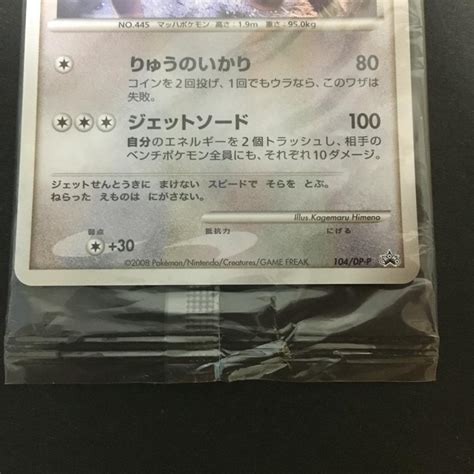 NO.445 マッハポケモン 高さ:1.9m 重さ:95.0kg
りゅうのいかり 80
コインを2回投げ、1回でもウラなら、このワザは
失敗。
ジェットソード 100
自分のエネルギーを2個トラッシュし、相手の
ベンチポケモン全員にも、それぞれ10ダメージ。
ジェットせんとうきに まけない スピードで そらを とぶ。
ねらった えものは にがさない。
Illus.Kagemaru Himeno
弱点 抵抗力 にげる
+30
©2008 Pokémon/Nintendo/Creatures/GAME FREAK. 104/DP-P